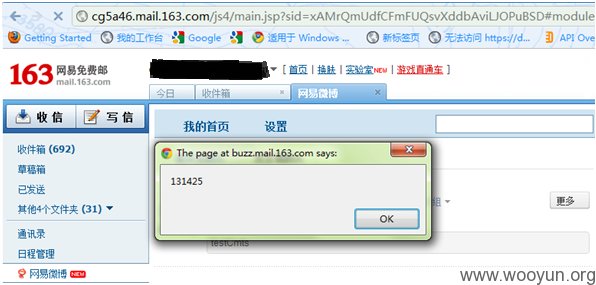 cg5a46.mail.163.com/js4/main.jsp?sid=xAMrQmUdfCFmFUQsvXddbAviLJOPuBSD#module
Getting Started 我的工作台 Google 适用于 Windows ... 新标签页 无法访问 https://d... API Over
163 网易免费邮
mail.163.com
[ 首页 | 换肤 | 实验室 NEW | 游戏直通车 ]
今日 收件箱 网易微博
收 信 写 信
我的首页 设置
收件箱 (692)
草稿箱
已发送
其他4个文件夹 (31)
通讯录
日程管理
网易微博 NEW
The page at buzz.mail.163.com says:
131425
OK
组
更多
testCmts
www.wooyun.org